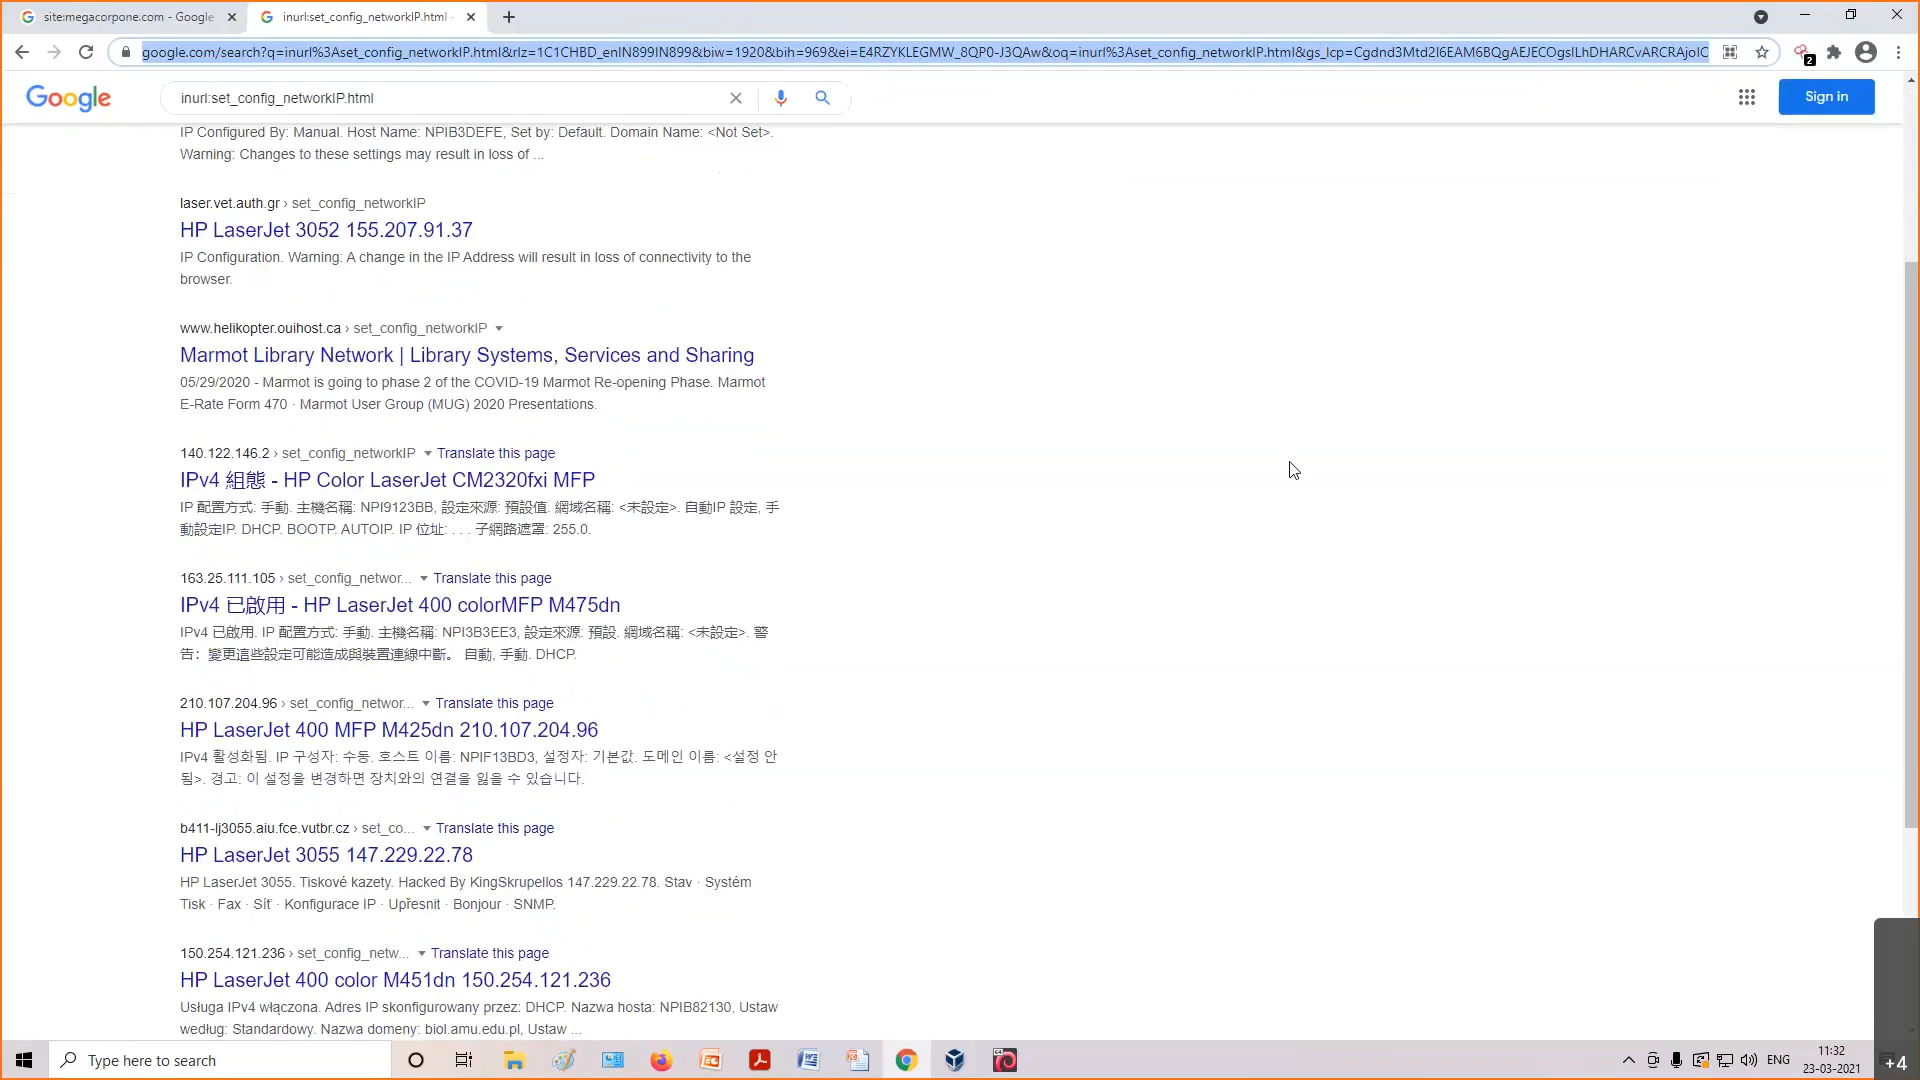 site:megacorpone.com - Google
inurl:set_config_networkIP.html -
google.com/search?q=inurl%3Aset_config_networkIP.html&rlz=1C1CHBD_enIN899IN899&biw=1920&bih=969&ei=E4RZYKLEGMW_8QP0-J3QAw&oq=inurl%3Aset_config_networkIP.html&gs_lcp=Cgdnd3Mtd2l6EAM6BQgAEJECOgsILhDHARCvARCRAjoIC
2
Google
inurl:set_config_networkIP.html
Sign in
IP Configured By: Manual. Host Name: NPIB3DEFE, Set by: Default. Domain Name: <Not Set>.
Warning: Changes to these settings may result in loss of ...
laser.vet.auth.gr › set_config_networkIP
HP LaserJet 3052 155.207.91.37
IP Configuration. Warning: A change in the IP Address will result in loss of connectivity to the
browser.
www.helikopter.ouihost.ca › set_config_networkIP
Marmot Library Network | Library Systems, Services and Sharing
05/29/2020 - Marmot is going to phase 2 of the COVID-19 Marmot Re-opening Phase. Marmot
E-Rate Form 470 · Marmot User Group (MUG) 2020 Presentations.
140.122.146.2 › set_config_networkIP Translate this page
IPv4 組態 - HP Color LaserJet CM2320fxi MFP
IP 配置方式: 手動. 主機名稱: NPI9123BB, 設定來源: 預設值. 網域名稱: <未設定>. 自動IP 設定, 手
動設定IP. DHCP. BOOTP. AUTOIP. IP 位址: . . . 子網路遮罩: 255.0.
163.25.111.105 › set_config_networ... Translate this page
IPv4 已啟用 - HP LaserJet 400 colorMFP M475dn
IPv4 已啟用. IP 配置方式: 手動. 主機名稱: NPI3B3EE3, 設定來源: 預設. 網域名稱: <未設定>. 警
告：變更這些設定可能造成與裝置連線中斷。 自動, 手動. DHCP.
210.107.204.96 › set_config_networ... Translate this page
HP LaserJet 400 MFP M425dn 210.107.204.96
IPv4 활성화됨. IP 구성자: 수동. 호스트 이름: NPIF13BD3, 설정자: 기본값. 도메인 이름: <설정 안
됨>. 경고: 이 설정을 변경하면 장치와의 연결을 잃을 수 있습니다.
b411-lj3055.aiu.fce.vutbr.cz › set_co... Translate this page
HP LaserJet 3055 147.229.22.78
HP LaserJet 3055. Tiskové kazety. Hacked By KingSkrupellos 147.229.22.78. Stav · Systém
Tisk · Fax · Síť · Konfigurace IP · Upřesnit · Bonjour · SNMP.
150.254.121.236 › set_config_netw... Translate this page
HP LaserJet 400 color M451dn 150.254.121.236
Usługa IPv4 włączona. Adres IP skonfigurowany przez: DHCP. Nazwa hosta: NPIB82130, Ustaw
według: Standardowy. Nazwa domeny: biol.amu.edu.pl, Ustaw ...
Type here to search
ENG
11:32
23-03-2021
+4